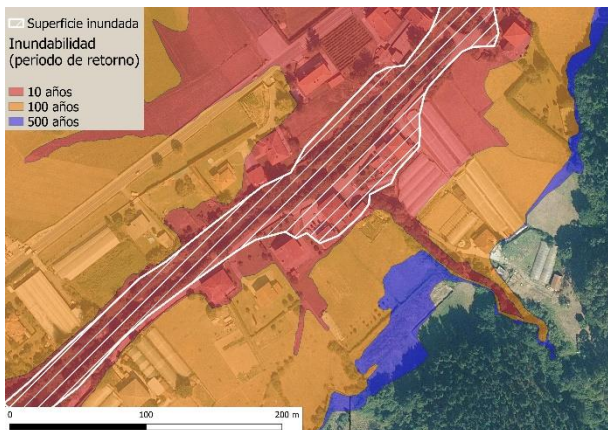 Superficie inundada
Inundabilidad
(periodo de retorno)
10 años
100 años
500 años
0 100 200 m